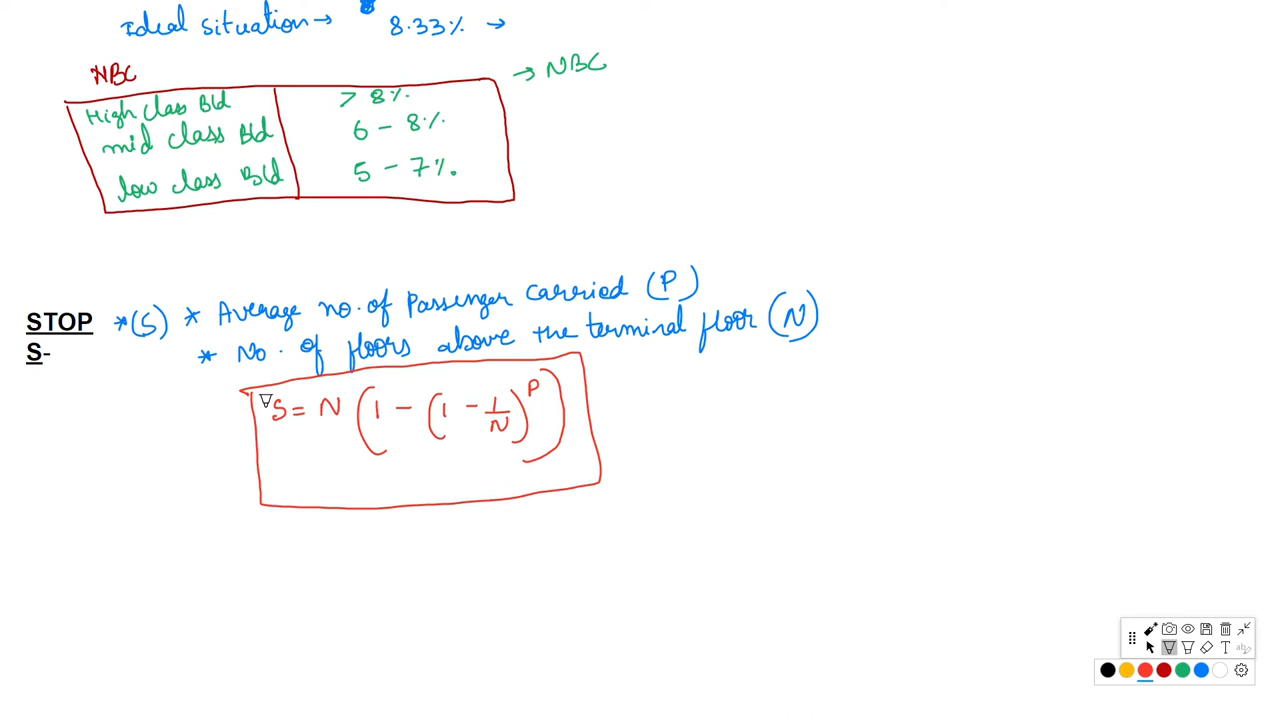 Ideal situation → 8.33% →
NBC → NBC
High class Bld > 8%
mid class Bld 6 - 8%
low class Bld 5 - 7%.
STOP *(S) * Average no. of Passenger carried (P)
S- * No. of floors above the terminal floor (N)
S = N (1 - (1 - 1/N)^P)
T
ab